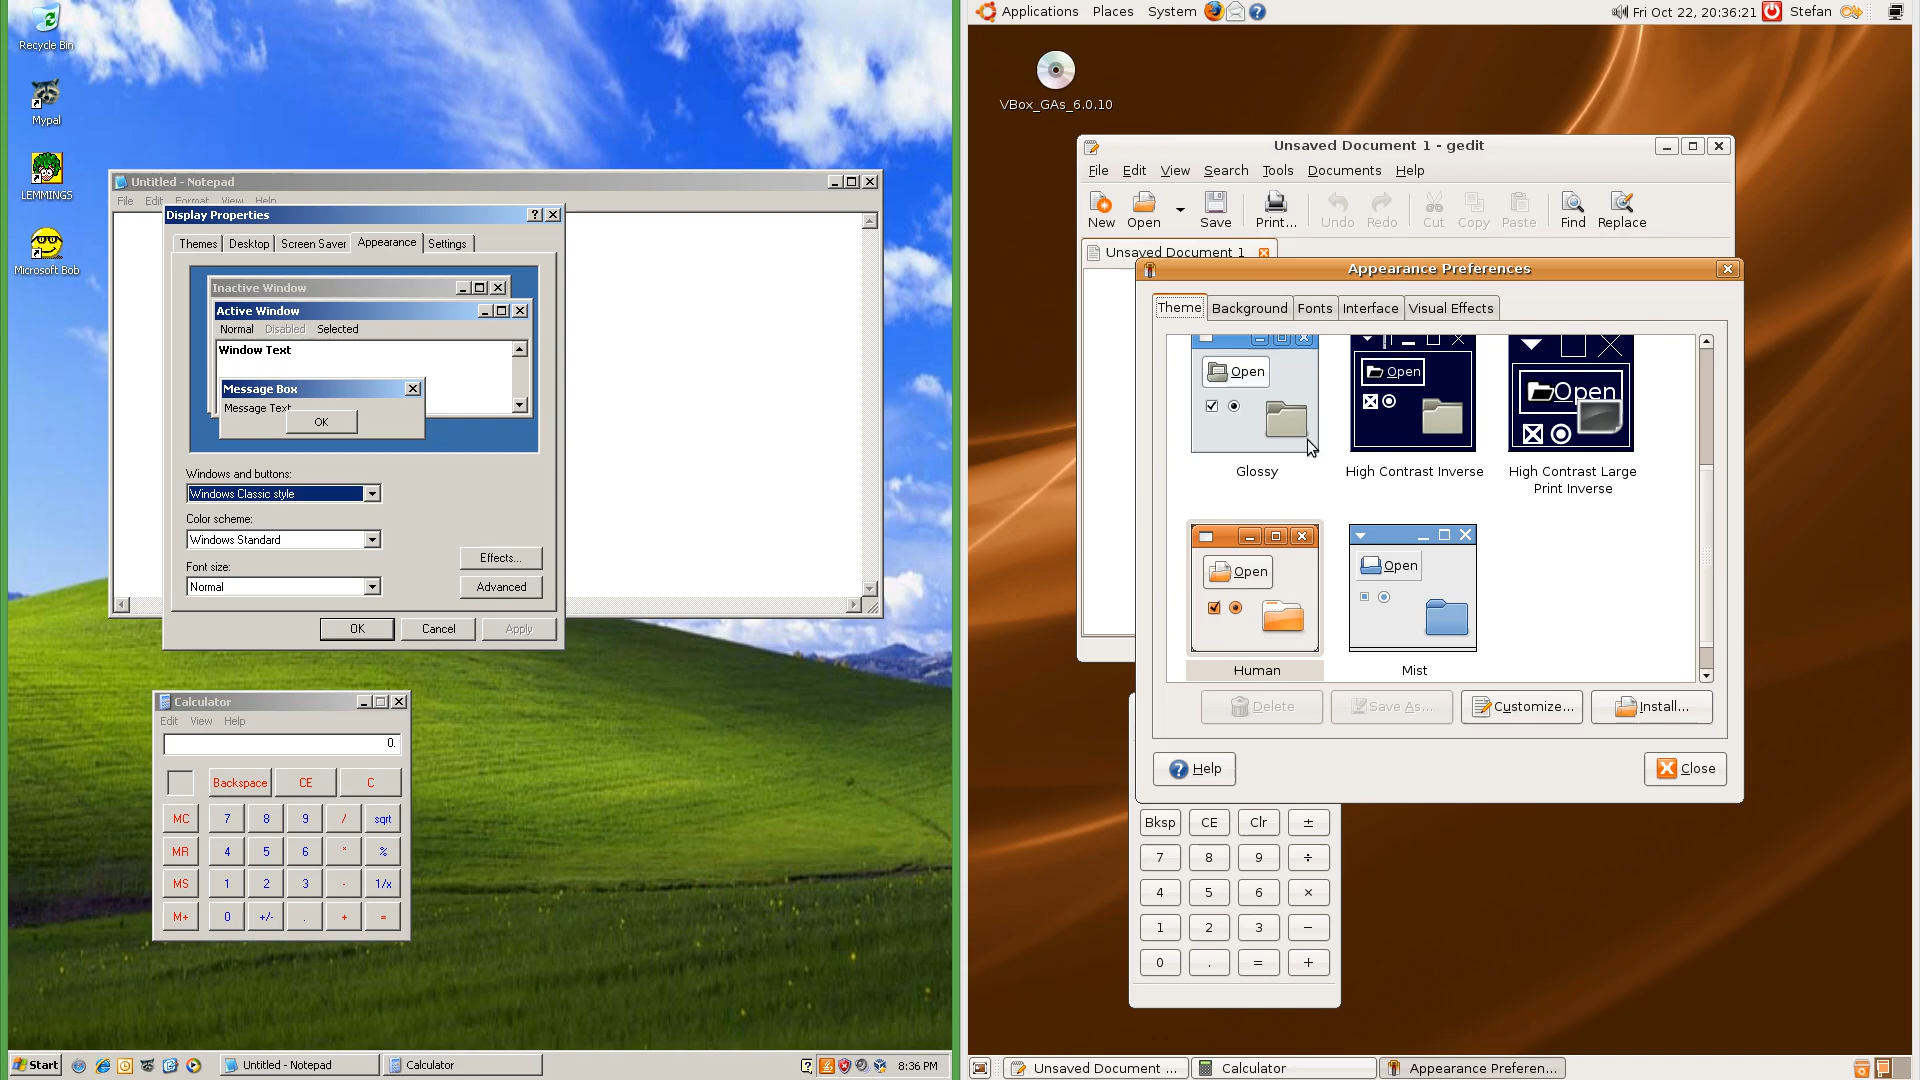 Recycle Bin
Mypal
LEMMINGS
Microsoft Bob
Untitled - Notepad
File Edit Format View Help
Display Properties
Themes Desktop Screen Saver Appearance Settings
Inactive Window
Active Window
Normal Disabled Selected
Window Text
Message Box
Message Text
OK
Windows and buttons:
Windows Classic style
Color scheme:
Windows Standard
Font size:
Normal
Effects...
Advanced
OK Cancel Apply
Calculator
Edit View Help
0.
Backspace CE C
MC 7 8 9 / sqrt
MR 4 5 6 * %
MS 1 2 3 - 1/x
M+ 0 +/- . + =
Start Untitled - Notepad Calculator 8:36 PM
Applications Places System Fri Oct 22, 20:36:21 Stefan
VBox_GAs_6.0.10
Unsaved Document 1 - gedit
File Edit View Search Tools Documents Help
New Open Save Print... Undo Redo Cut Copy Paste Find Replace
Unsaved Document 1
Appearance Preferences
Theme Background Fonts Interface Visual Effects
Open Open Open
Glossy High Contrast Inverse High Contrast Large
Print Inverse
Open Open
Human Mist
Delete Save As... Customize... Install...
Help Close
Bksp CE Clr ±
7 8 9 ÷
4 5 6 ×
1 2 3 −
0 . = +
Unsaved Document ... Calculator Appearance Preferen...